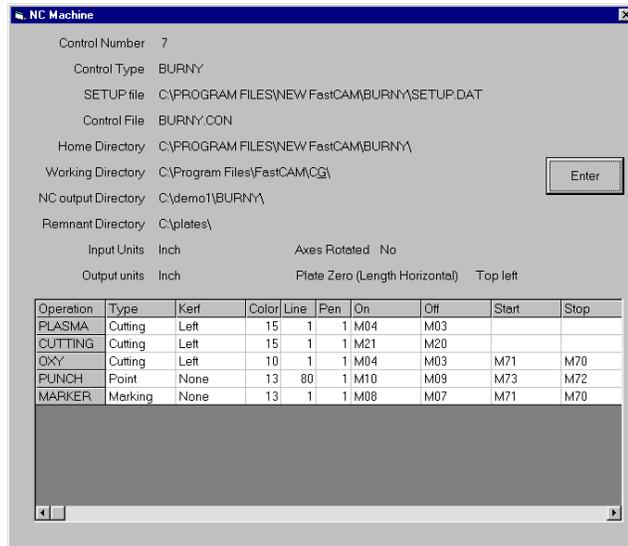 NC Machine
Control Number 7
Control Type BURNY
SETUP file C:\PROGRAM FILES\NEW FastCAM\BURNY\SETUP.DAT
Control File BURNY.CON
Home Directory C:\PROGRAM FILES\NEW FastCAM\BURNY\
Working Directory C:\Program Files\FastCAM\CG\
Enter
NC output Directory C:\demo1\BURNY\
Remnant Directory C:\plates\
Input Units Inch Axes Rotated No
Output units Inch Plate Zero (Length Horizontal) Top left
Operation Type Kerf Color Line Pen On Off Start Stop
PLASMA Cutting Left 15 1 1 M04 M03
CUTTING Cutting Left 15 1 1 M21 M20
OXY Cutting Left 10 1 1 M04 M03 M71 M70
PUNCH Point None 13 80 1 M10 M09 M73 M72
MARKER Marking None 13 1 1 M08 M07 M71 M70